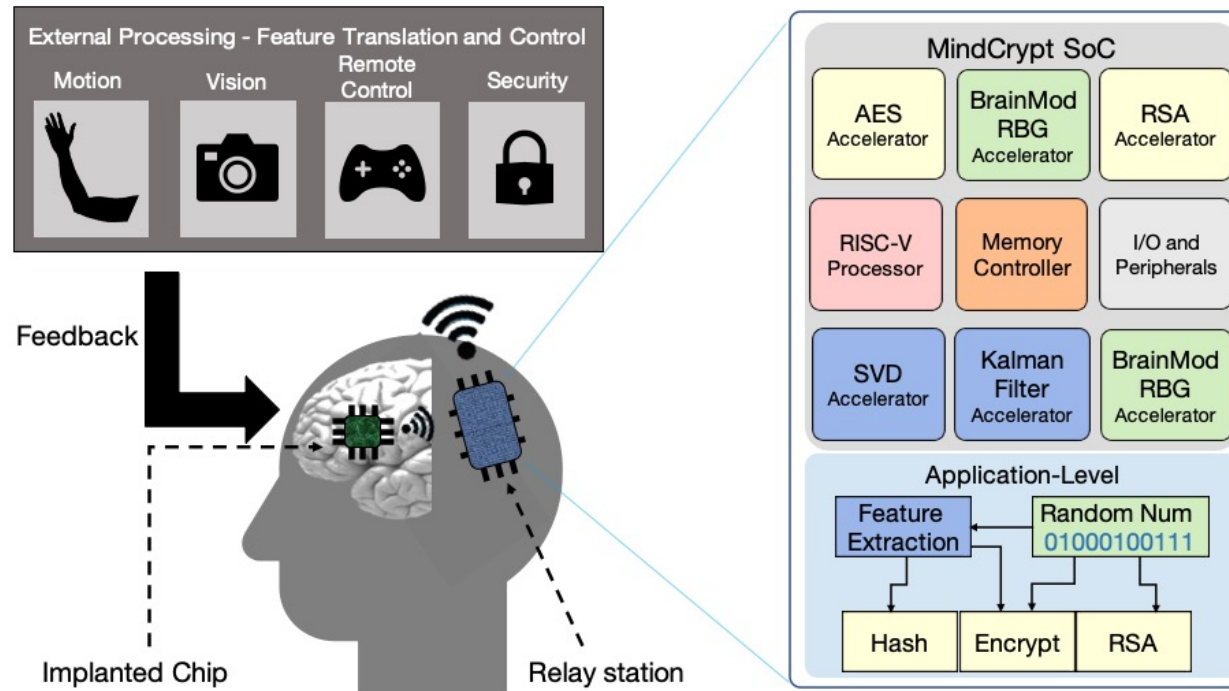 External Processing - Feature Translation and Control
Motion
Vision
Remote
Control
Security
Feedback
Implanted Chip
Relay station
MindCrypt SoC
AES
Accelerator
BrainMod
RBG
Accelerator
RSA
Accelerator
RISC-V
Processor
Memory
Controller
I/O and
Peripherals
SVD
Accelerator
Kalman
Filter
Accelerator
BrainMod
RBG
Accelerator
Application-Level
Feature
Extraction
Random Num
01000100111
Hash
Encrypt
RSA